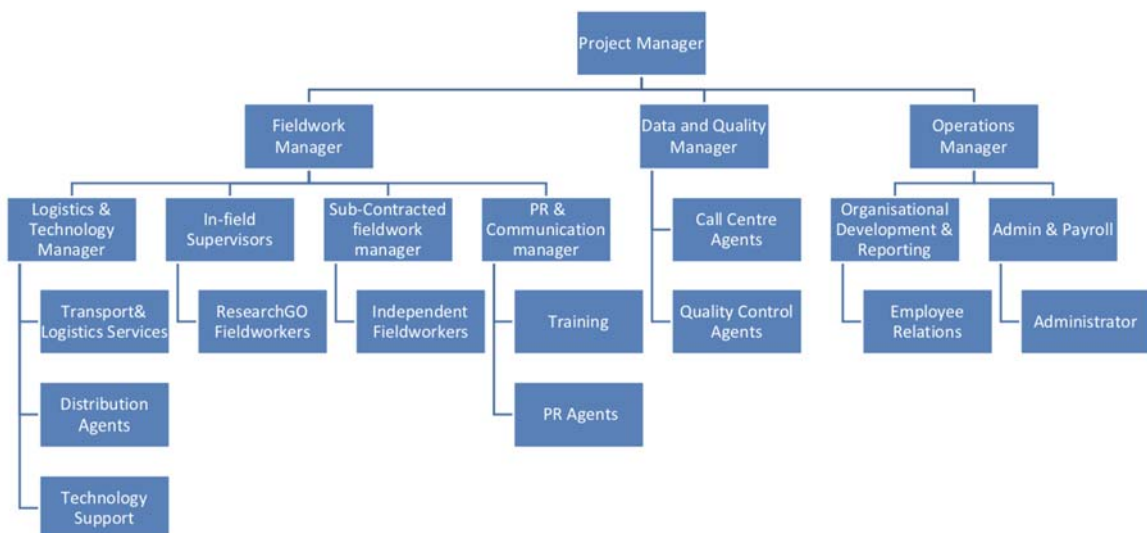 Project Manager
Fieldwork
Manager
Data and Quality
Manager
Operations
Manager
Logistics &
Technology
Manager
In-field
Supervisors
Sub-Contracted
fieldwork
manager
PR &
Communication
manager
Call Centre
Agents
Organisational
Development &
Reporting
Admin & Payroll
Transport&
Logistics Services
ResearchGO
Fieldworkers
Independent
Fieldworkers
Training
Quality Control
Agents
Employee
Relations
Administrator
Distribution
Agents
PR Agents
Technology
Support